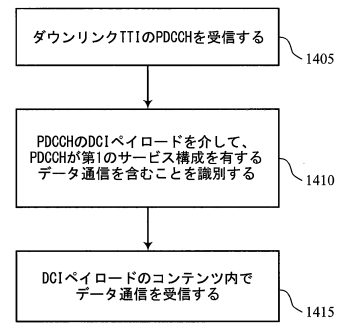 ダウンリンクTTIのPDCCHを受信する
1405
PDCCHのDCIペイロードを介して、
PDCCHが第1のサービス構成を有する
データ通信を含むことを識別する
1410
DCIペイロードのコンテンツ内で
データ通信を受信する
1415